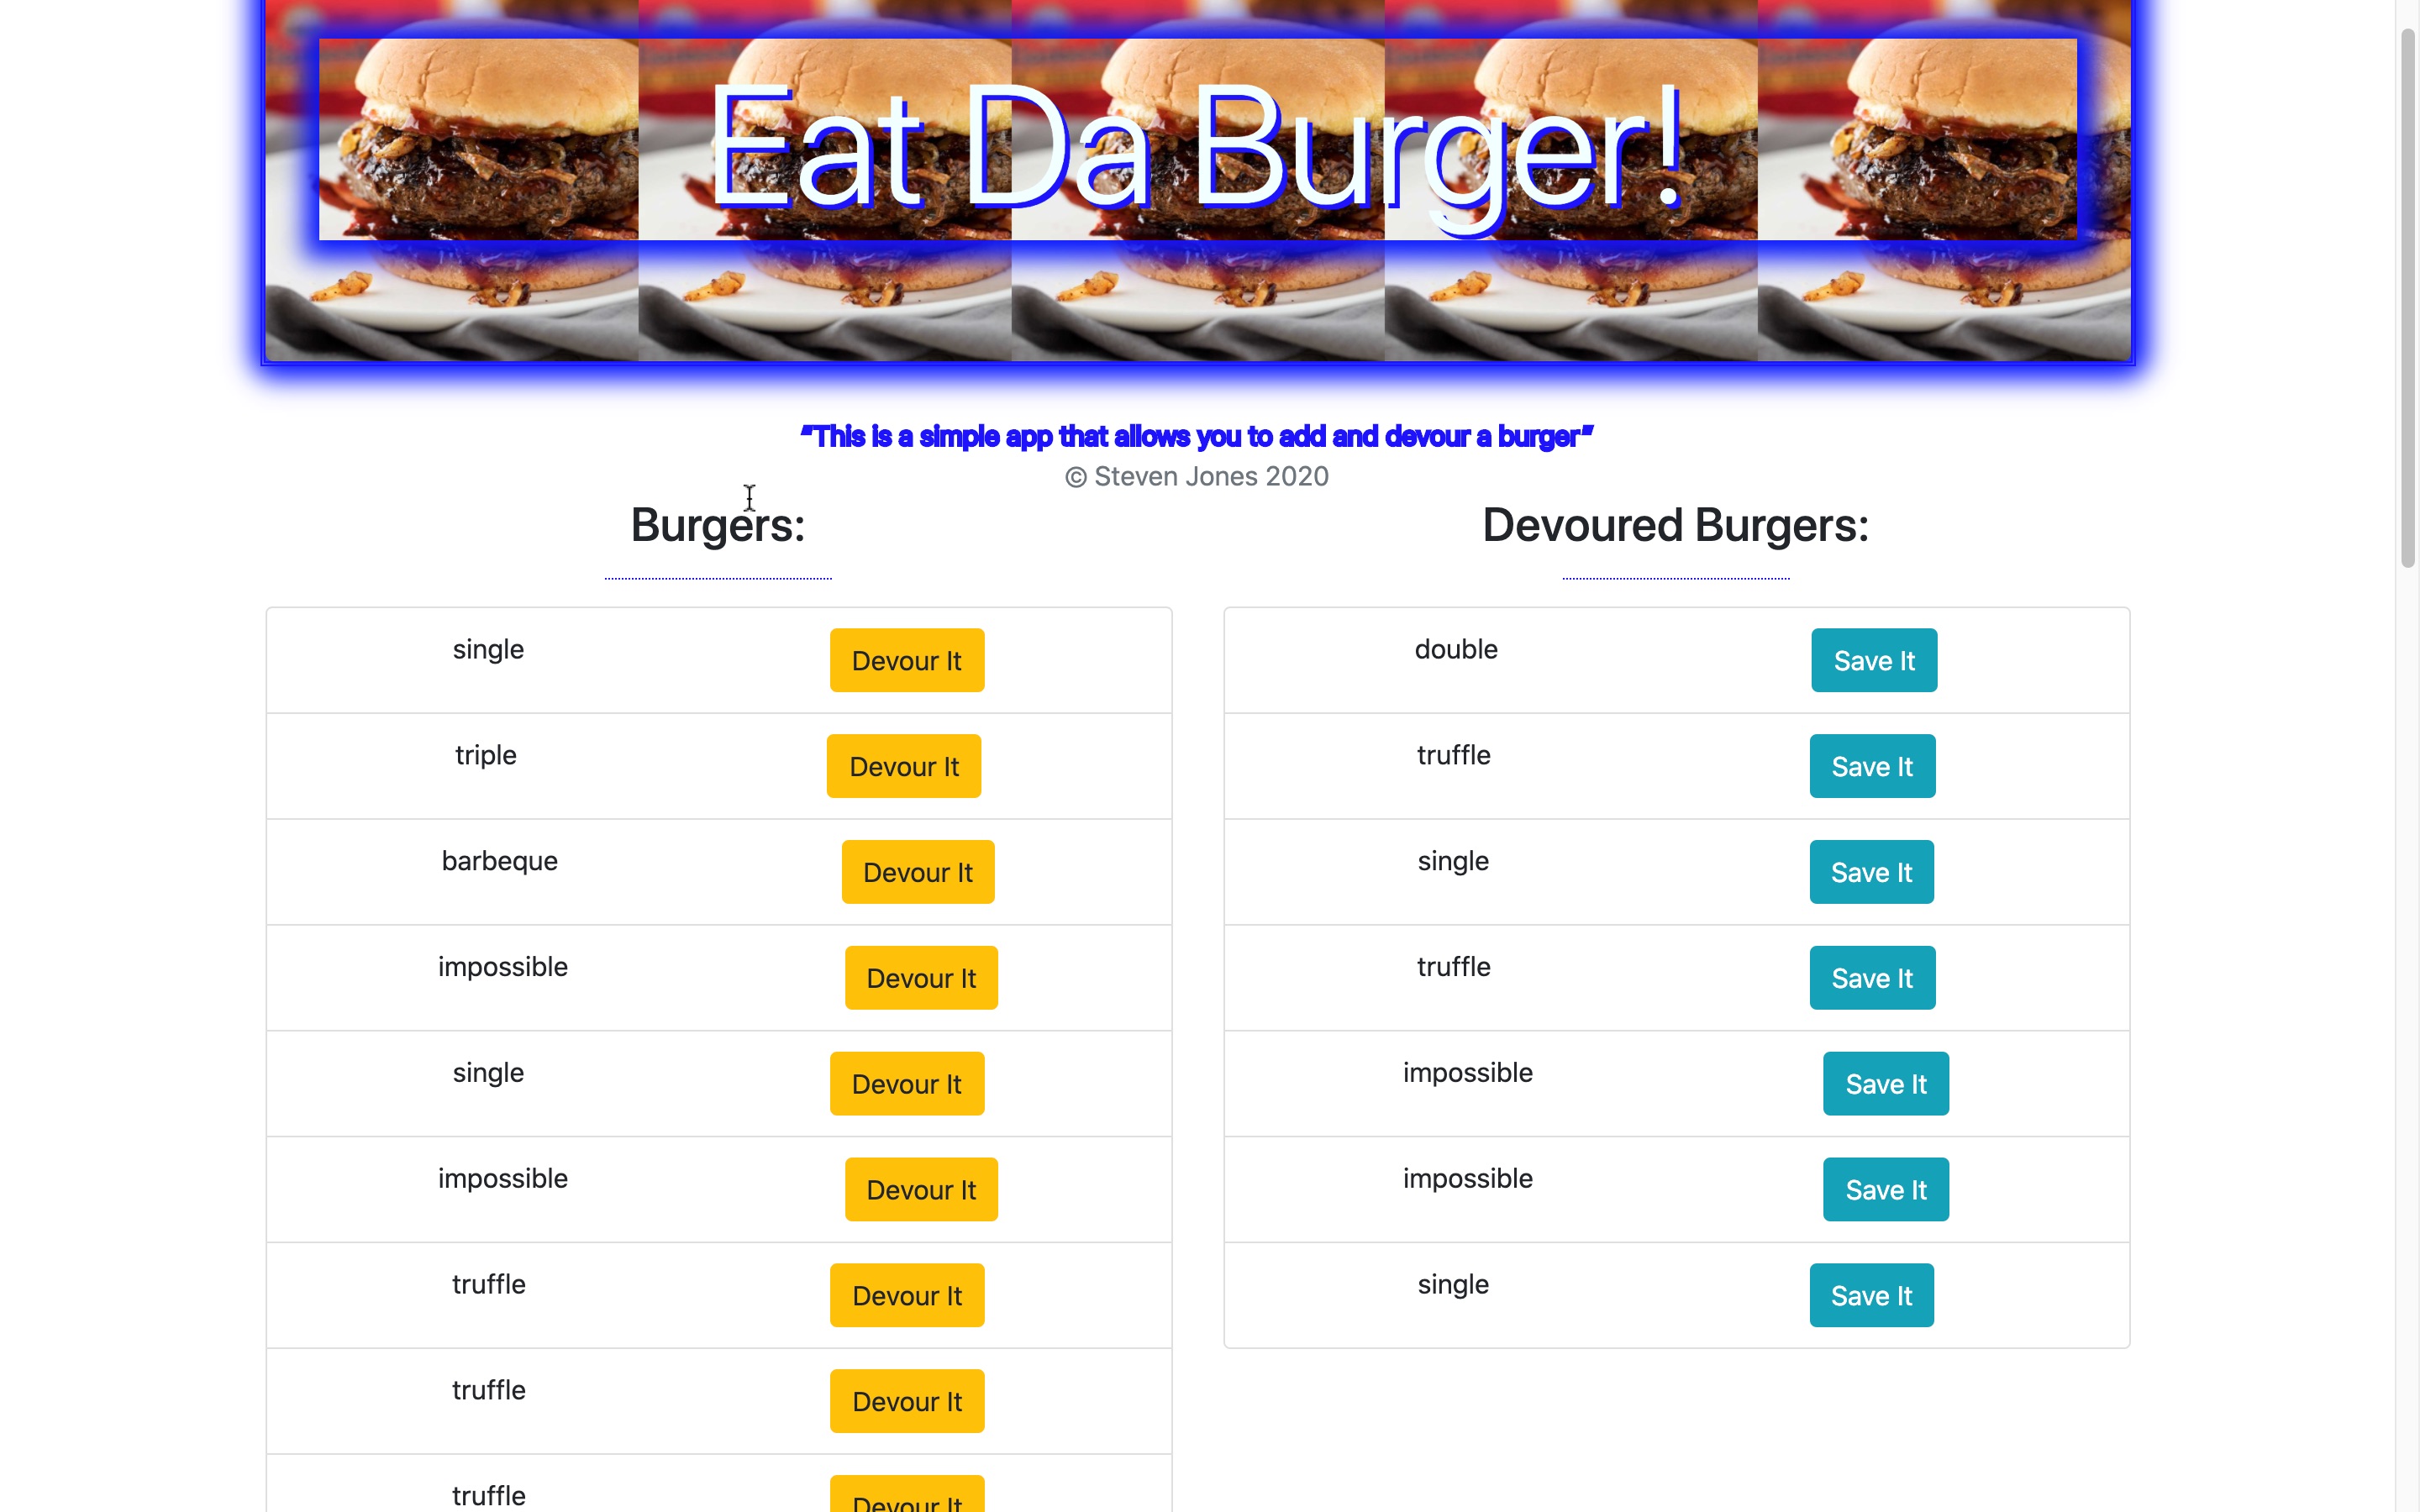 Eat Da Burger!
“This is a simple app that allows you to add and devour a burger”
© Steven Jones 2020
Burgers:
single Devour It
triple Devour It
barbeque Devour It
impossible Devour It
single Devour It
impossible Devour It
truffle Devour It
truffle Devour It
truffle Devour It
Devoured Burgers:
double Save It
truffle Save It
single Save It
truffle Save It
impossible Save It
impossible Save It
single Save It